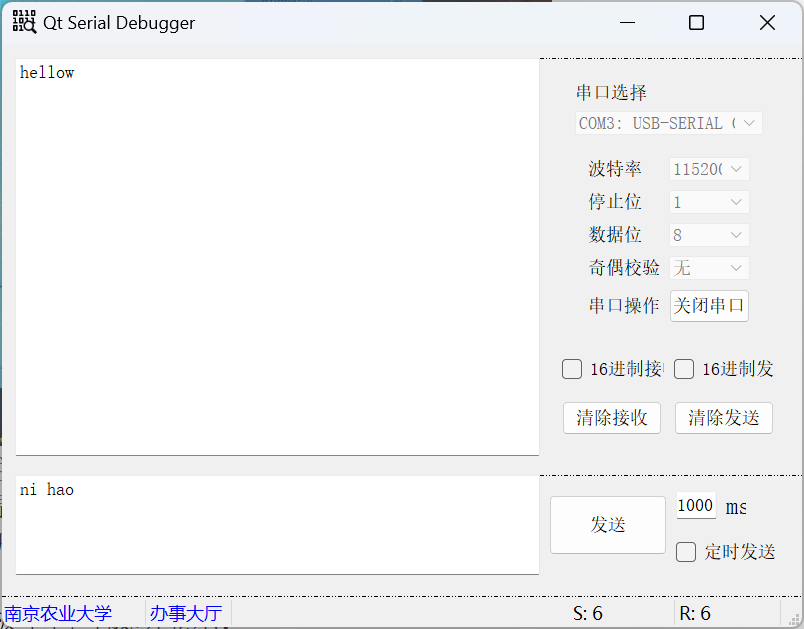 Qt Serial Debugger
hellow
串口选择
COM3: USB-SERIAL
波特率 115200
停止位 1
数据位 8
奇偶校验 无
串口操作 关闭串口
16进制接 16进制发
清除接收 清除发送
ni hao
发送 1000 ms
定时发送
南京农业大学 办事大厅 S: 6 R: 6